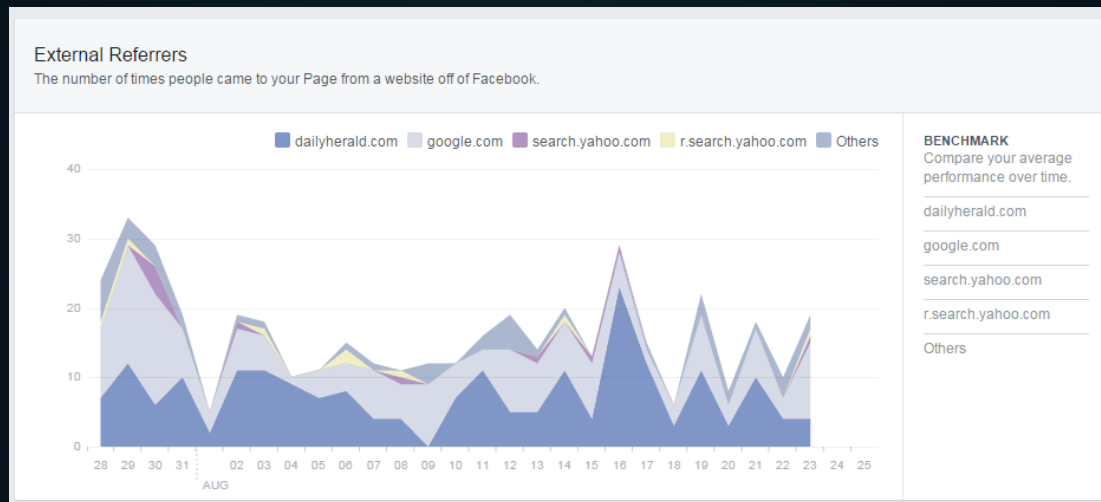 External Referrers
The number of times people came to your Page from a website off of Facebook.
dailyherald.com google.com search.yahoo.com r.search.yahoo.com Others
40
30
20
10
0
28 29 30 31 02 03 04 05 06 07 08 09 10 11 12 13 14 15 16 17 18 19 20 21 22 23 24 25
AUG
BENCHMARK
Compare your average
performance over time.
dailyherald.com
google.com
search.yahoo.com
r.search.yahoo.com
Others